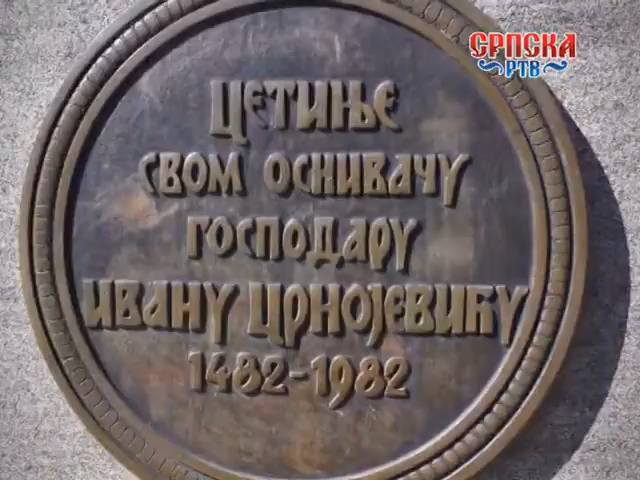 СРПСКА
РТВ
ЦЕТИЊЕ
СВОМ ОСНИВАЧУ
ГОСПОДАРУ
ИВАНУ ЦРНОЈЕВИЋУ
1482-1982